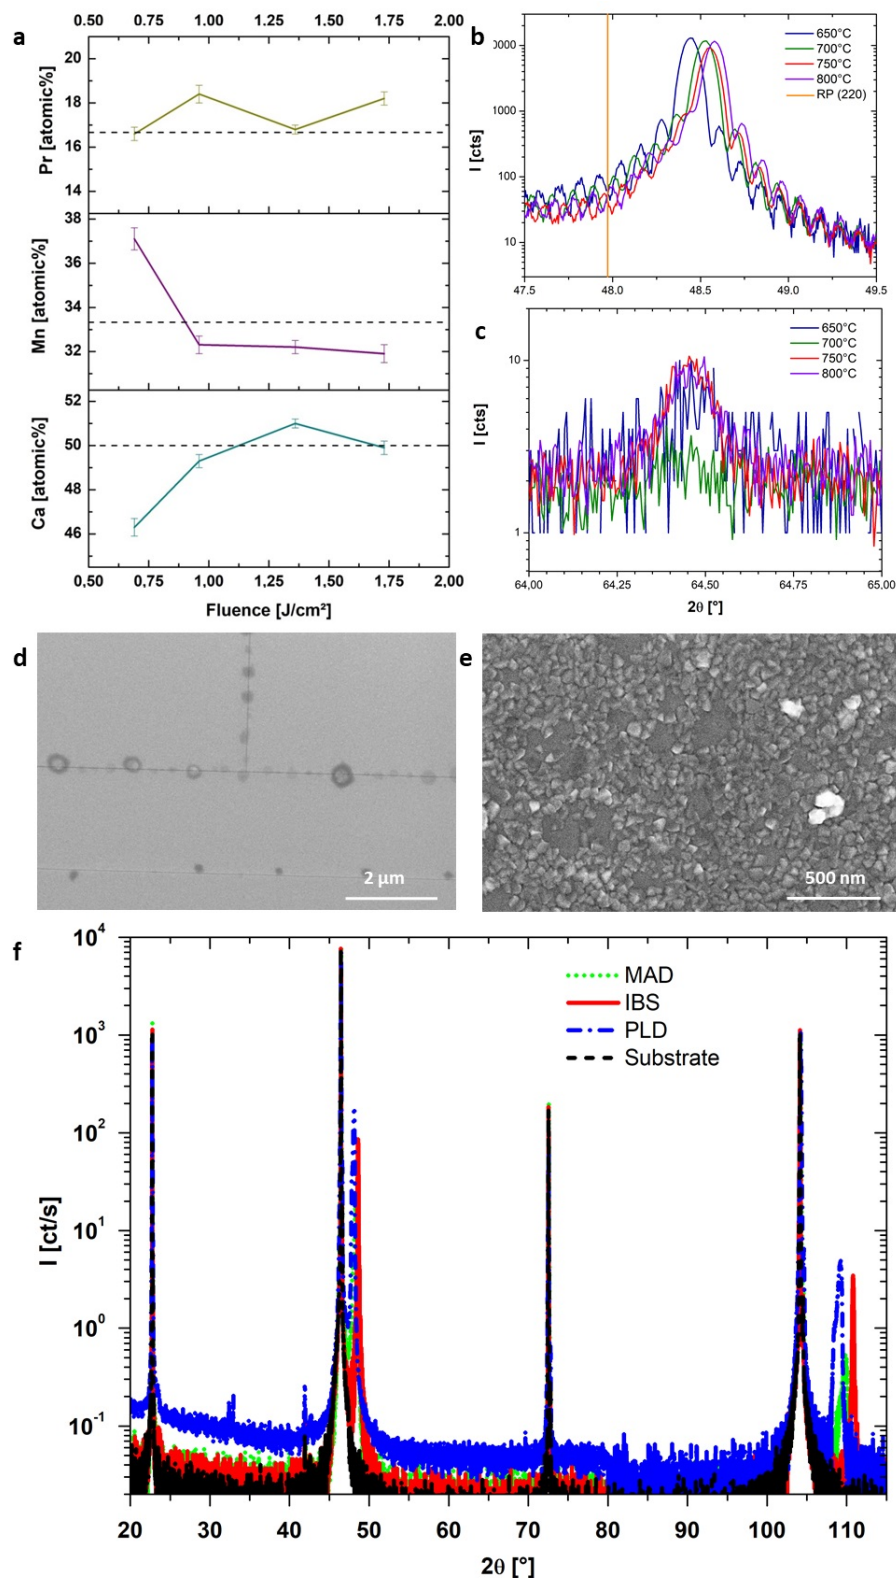 a
0.50 0.75 1.00 1.25 1.50 1.75 2.00
Pr [atomic%]
20
18
16
14
Mn [atomic%]
38
36
34
32
Ca [atomic%]
52
50
48
46
0,50 0,75 1,00 1,25 1,50 1,75 2,00
Fluence [J/cm²]
b
650°C
700°C
750°C
800°C
RP (220)
I [cts]
0000
1000
100
10
47.5 48.0 48.5 49.0 49.5
c
650°C
700°C
750°C
800°C
I [cts]
10
1
64,00 64,25 64,50 64,75 65,00
2θ [°]
d
2 µm
e
500 nm
f
MAD
IBS
PLD
Substrate
I [ct/s]
10⁴
10³
10²
10¹
10⁰
10⁻¹
20 30 40 50 60 70 80 90 100 110
2θ [°]